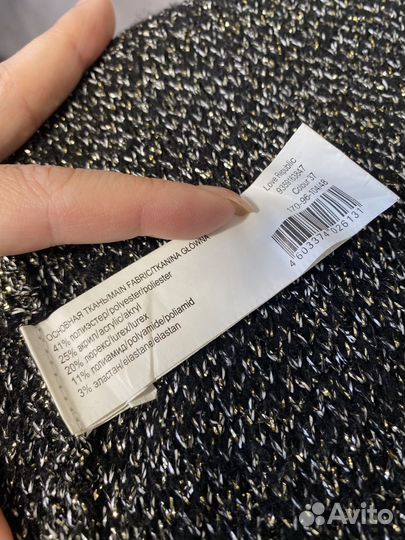 ОСНОВНАЯ ТКАНЬ/MAIN FABRIC/TKANINA GŁÓWNA
41% полиэстер/polyester/poliester
25% акрил/acrylic/akryl
20% люрекс/lurex/lurex
11% полиамид/polyamide/poliamid
3% эластан/elastane/elastan
Love Republic
Colour 37
170-96-104/48
4603374026131
Avito